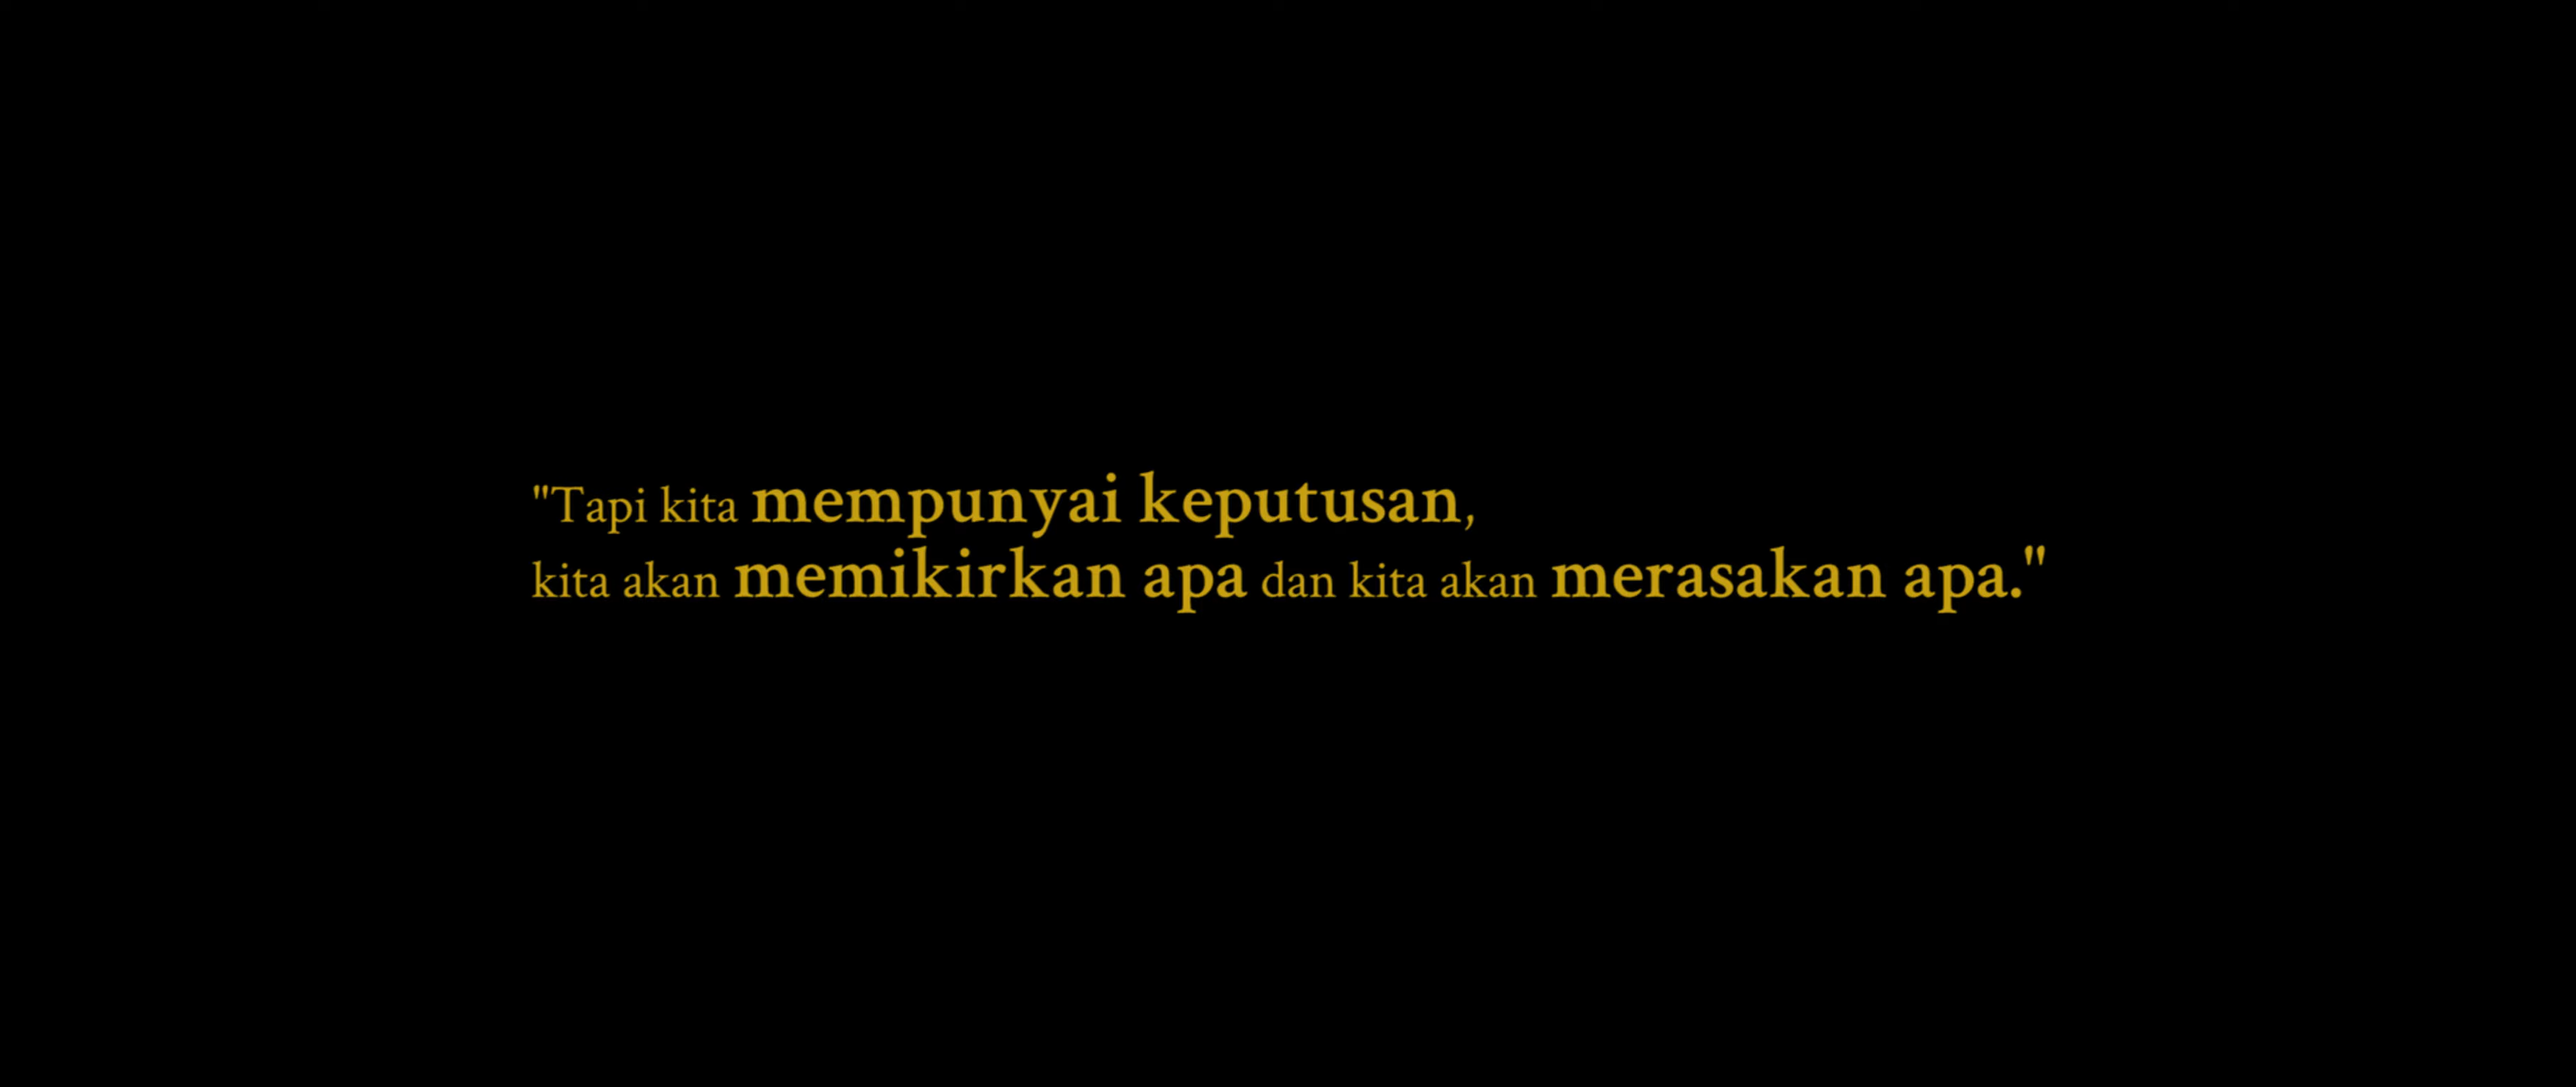 "Tapi kita mempunyai keputusan,
kita akan memikirkan apa dan kita akan merasakan apa."